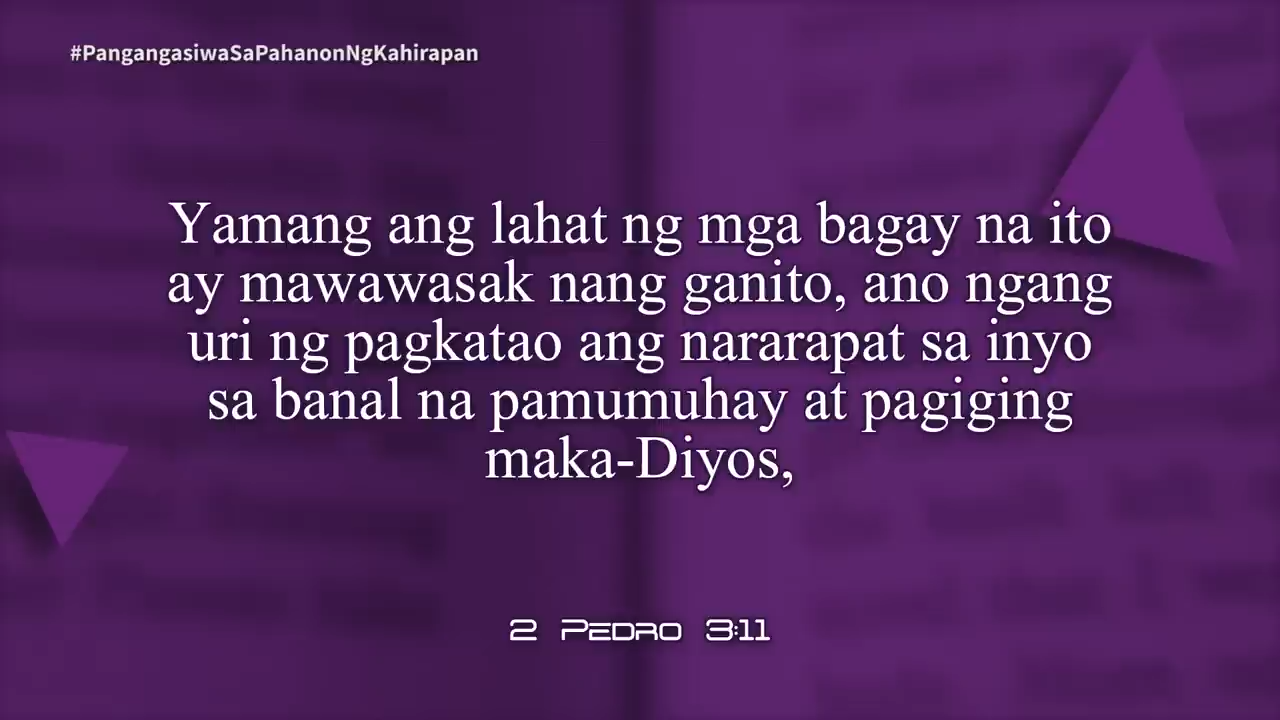 #PangangasiwaSaPahanonNgKahirapan
Yamang ang lahat ng mga bagay na ito
ay mawawasak nang ganito, ano ngang
uri ng pagkatao ang nararapat sa inyo
sa banal na pamumuhay at pagiging
maka-Diyos,
2 Pedro 3:11